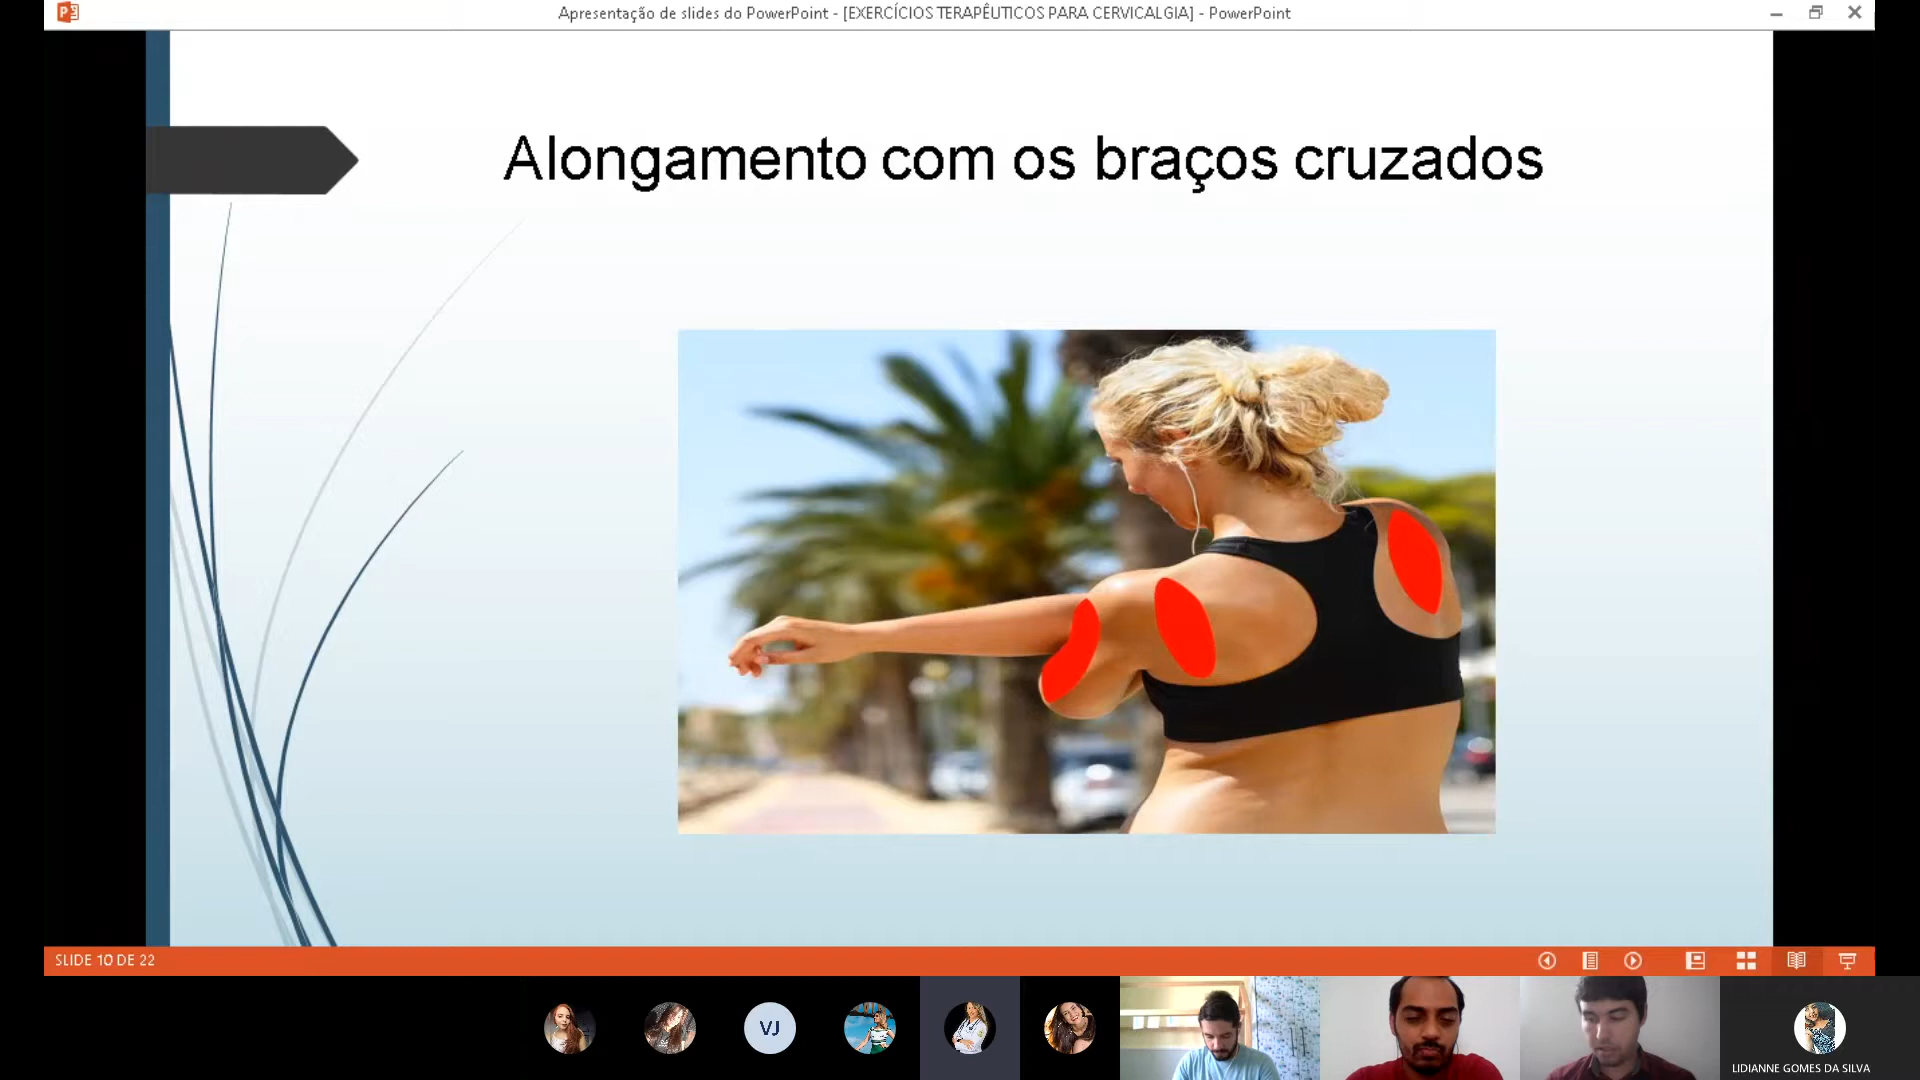 Apresentação de slides do PowerPoint - [EXERCÍCIOS TERAPÊUTICOS PARA CERVICALGIA] - PowerPoint
Alongamento com os braços cruzados
SLIDE 10 DE 22
VJ
LIDIANNE GOMES DA SILVA